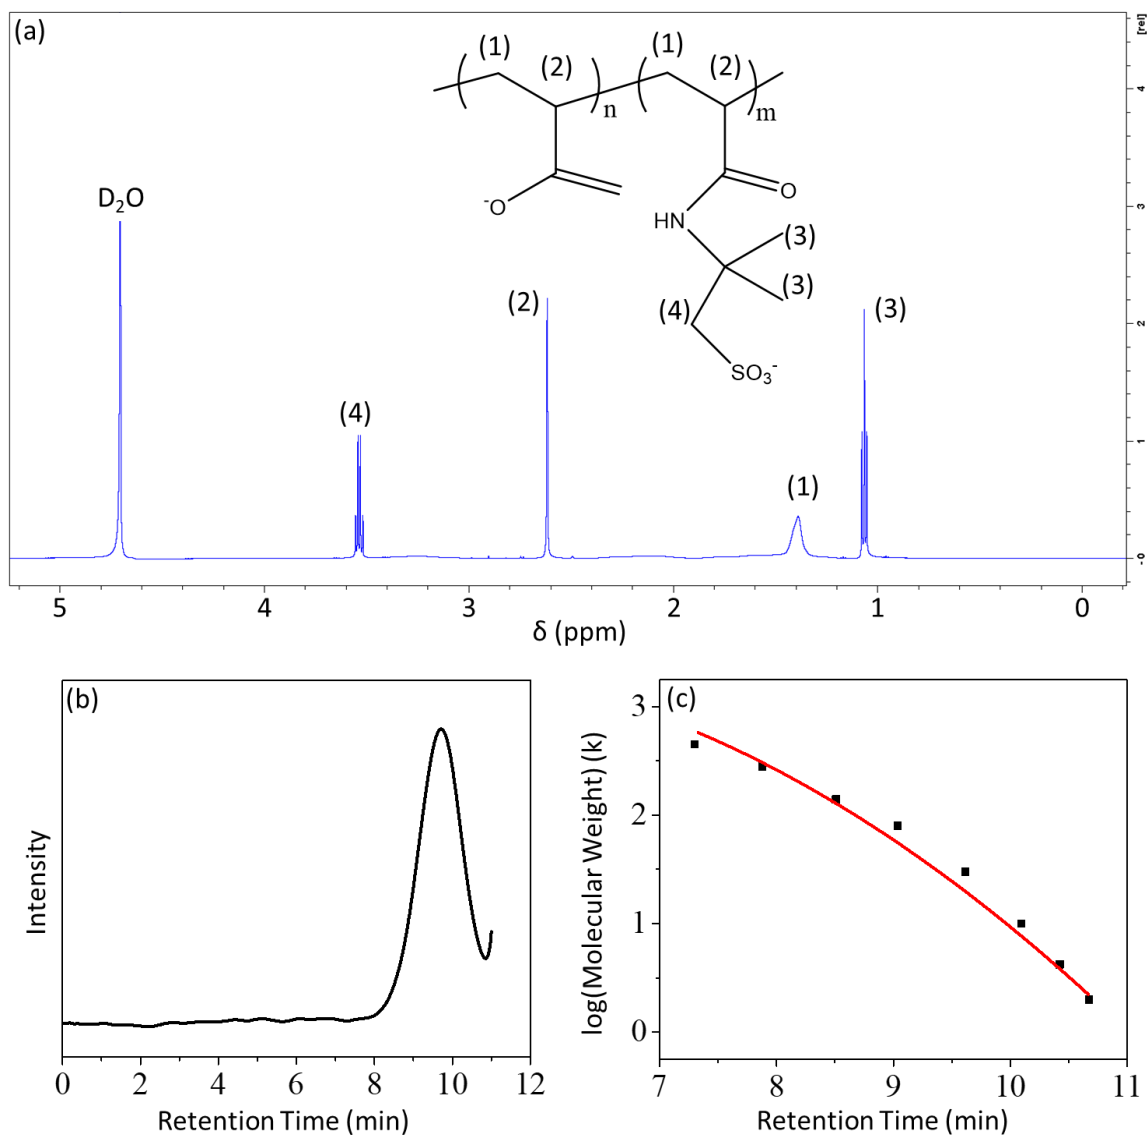 (a)
[rel]
(1)
(1)
(2)
(2)
n
m
4
D₂O
⁻O
O
HN
3
(3)
(3)
(2)
(4)
(3)
2
SO₃⁻
(4)
1
(1)
0
5 4 3 2 1 0
δ (ppm)
(b)
Intensity
0 2 4 6 8 10 12
Retention Time (min)
(c)
log(Molecular Weight) (k)
3
2
1
0
7 8 9 10 11
Retention Time (min)